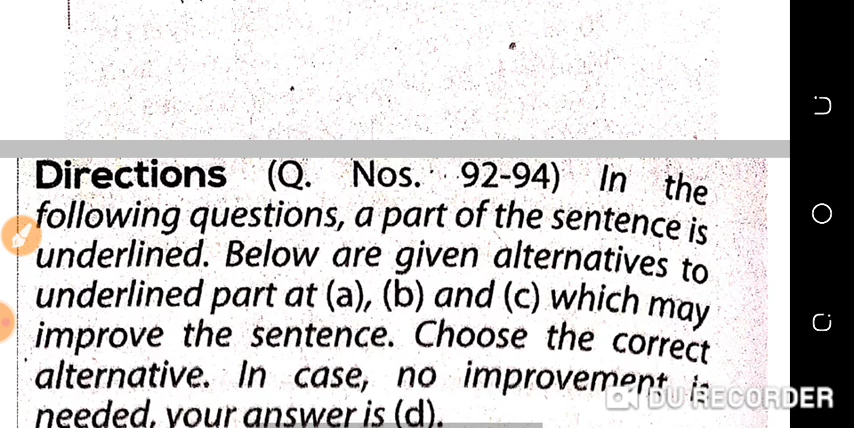 Directions (Q. Nos. 92-94) In the
following questions, a part of the sentence is
underlined. Below are given alternatives to
underlined part at (a), (b) and (c) which may
improve the sentence. Choose the correct
alternative. In case, no improvement is
needed, your answer is (d).
DU RECORDER